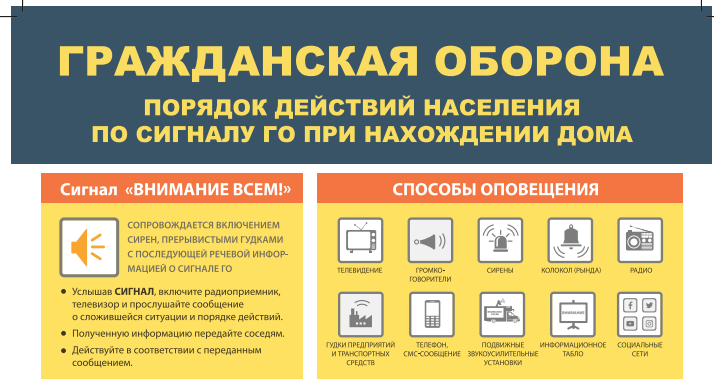 ГРАЖДАНСКАЯ ОБОРОНА
ПОРЯДОК ДЕЙСТВИЙ НАСЕЛЕНИЯ
ПО СИГНАЛУ ГО ПРИ НАХОЖДЕНИИ ДОМА
Сигнал «ВНИМАНИЕ ВСЕМ!»
СОПРОВОЖДАЕТСЯ ВКЛЮЧЕНИЕМ
СИРЕН, ПРЕРЫВИСТЫМИ ГУДКАМИ
С ПОСЛЕДУЮЩЕЙ РЕЧЕВОЙ ИНФОР-
МАЦИЕЙ О СИГНАЛЕ ГО
• Услышав СИГНАЛ, включите радиоприемник,
телевизор и прослушайте сообщение
о сложившейся ситуации и порядке действий.
• Полученную информацию передайте соседям.
• Действуйте в соответствии с переданным
сообщением.
СПОСОБЫ ОПОВЕЩЕНИЯ
ТЕЛЕВИДЕНИЕ
ГРОМКО-
ГОВОРИТЕЛИ
СИРЕНЫ
КОЛОКОЛ (РЫНДА)
РАДИО
ГУДКИ ПРЕДПРИЯТИЙ
И ТРАНСПОРТНЫХ
СРЕДСТВ
ТЕЛЕФОН,
СМС-СООБЩЕНИЕ
ПОДВИЖНЫЕ
ЗВУКОУСИЛИТЕЛЬНЫЕ
УСТАНОВКИ
ВНИМАНИЕ
ИНФОРМАЦИОННОЕ
ТАБЛО
СОЦИАЛЬНЫЕ
СЕТИ